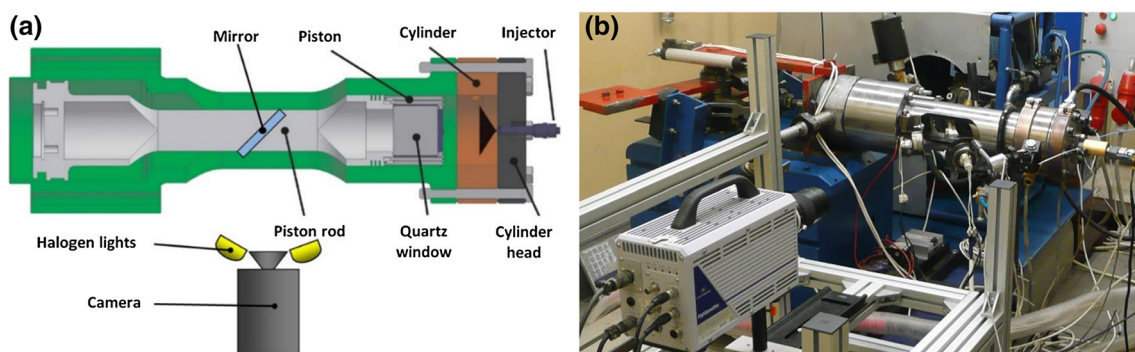 (a)
Mirror
Piston
Cylinder
Injector
Halogen lights
Piston rod
Quartz
window
Cylinder
head
Camera
(b)